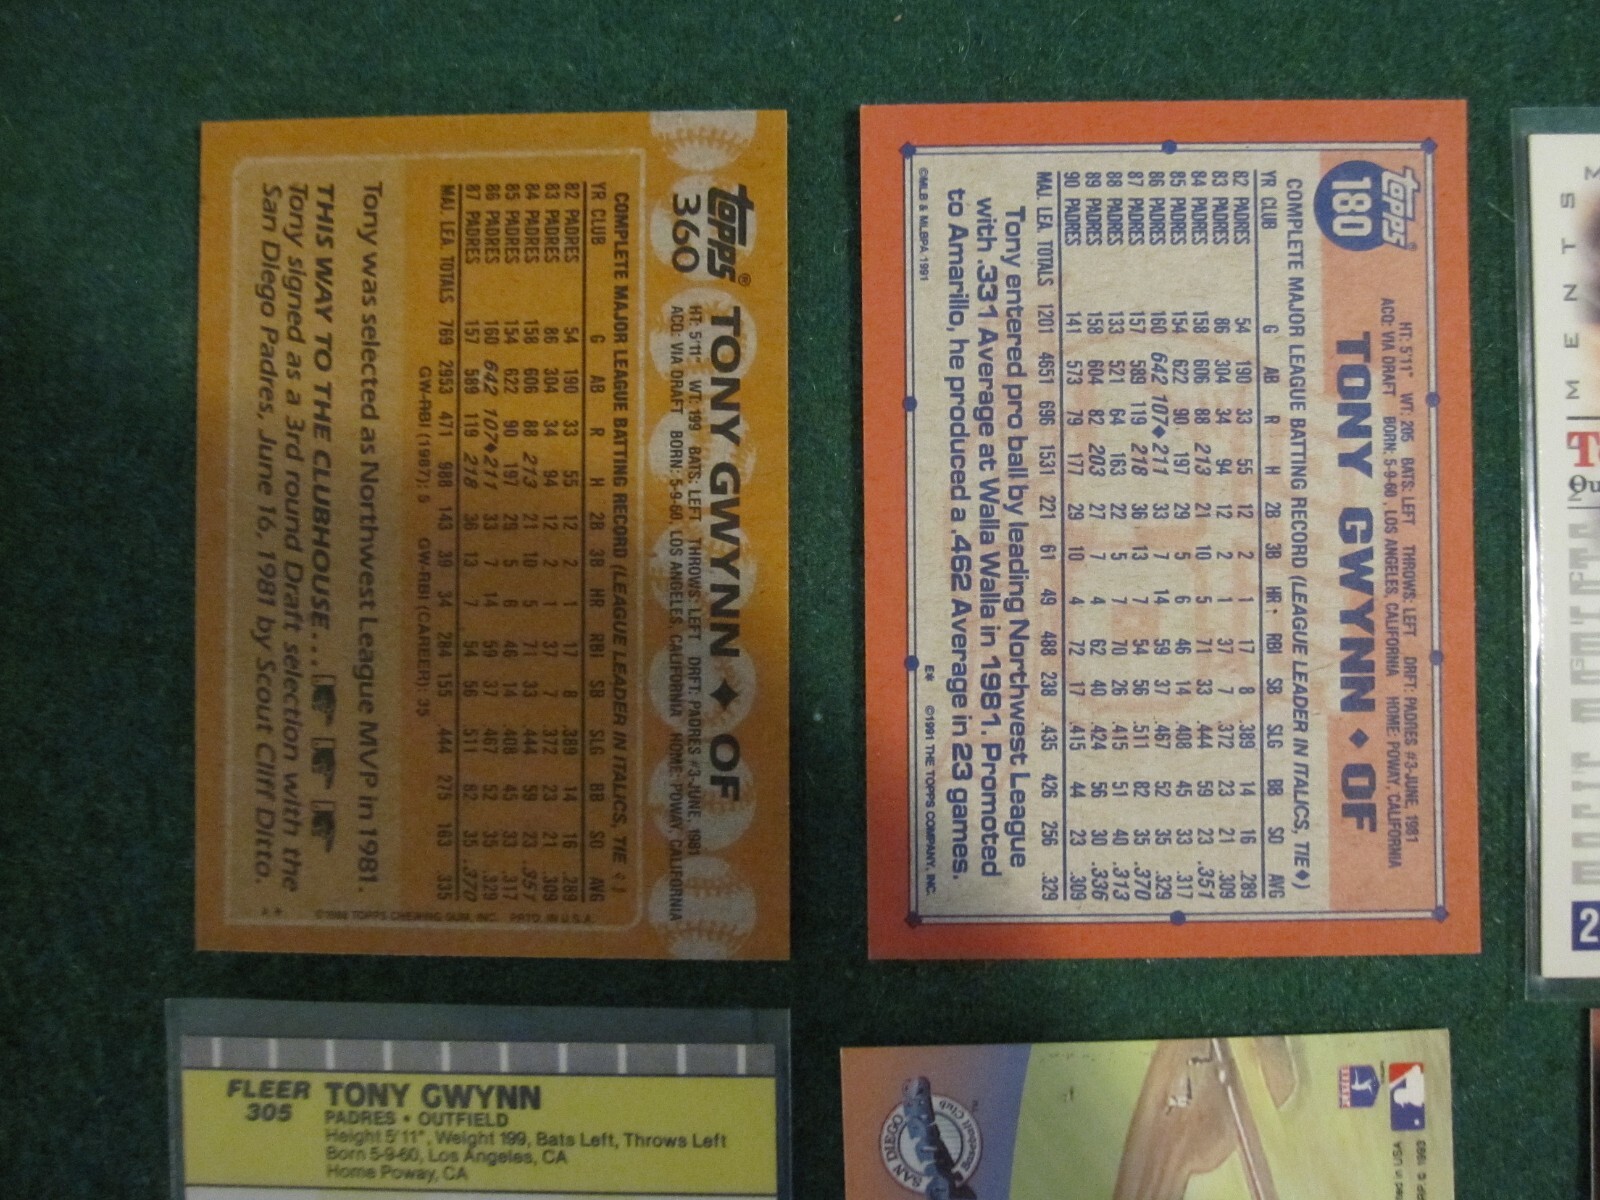 topps®
360
TONY GWYNN ♦ OF
HT: 5'11" WT: 199 BATS: LEFT THROWS: LEFT DRFT: PADRES #3-JUNE, 1981
ACQ: VIA DRAFT BORN: 5-9-60, LOS ANGELES, CALIFORNIA HOME: POWAY, CALIFORNIA
COMPLETE MAJOR LEAGUE BATTING RECORD (LEAGUE LEADER IN ITALICS, TIE ♦)
YR CLUB G AB R H 2B 3B HR RBI SB SLG BB SO AVG
82 PADRES 54 190 33 55 12 2 1 17 8 .389 14 16 .289
83 PADRES 86 304 34 94 12 2 1 37 7 .372 23 21 .309
84 PADRES 158 606 88 213 21 10 5 71 33 .444 59 23 .351
85 PADRES 154 622 90 197 29 5 6 46 14 .408 45 33 .317
86 PADRES 160 642 107♦ 211 33 7 14 59 37 .467 52 35 .329
87 PADRES 157 589 119 218 36 13 7 54 56 .511 82 35 .370
MAJ. LEA. TOTALS 769 2953 471 988 143 39 34 284 155 .444 275 163 .335
GW-RBI (1987): 5 GW-RBI (CAREER): 35
Tony was selected as Northwest League MVP in 1981.
THIS WAY TO THE CLUBHOUSE...
Tony signed as a 3rd round Draft selection with the
San Diego Padres, June 16, 1981 by Scout Cliff Ditto.
©1988 TOPPS CHEWING GUM, INC. PRTD. IN U.S.A.
topps
180
HT: 5'11" WT: 205 BATS: LEFT THROWS: LEFT DRFT: PADRES #3-JUNE, 1981
ACQ: VIA DRAFT BORN: 5-9-60, LOS ANGELES, CALIFORNIA HOME: POWAY, CALIFORNIA
TONY GWYNN ♦ OF
COMPLETE MAJOR LEAGUE BATTING RECORD (LEAGUE LEADER IN ITALICS, TIE♦)
YR CLUB G AB R H 2B 3B HR RBI SB SLG BB SO AVG
82 PADRES 54 190 33 55 12 2 1 17 8 .389 14 16 .289
83 PADRES 86 304 34 94 12 2 1 37 7 .372 23 21 .309
84 PADRES 158 606 88 213 21 10 5 71 33 .444 59 23 .351
85 PADRES 154 622 90 197 29 5 6 46 14 .408 45 33 .317
86 PADRES 160 642 107♦ 211 33 7 14 59 37 .467 52 35 .329
87 PADRES 157 589 119 218 36 13 7 54 56 .511 82 35 .370
88 PADRES 133 521 64 163 22 5 7 70 26 .415 51 40 .313
89 PADRES 158 604 82 203 27 7 4 62 40 .424 56 30 .336
90 PADRES 141 573 79 177 29 10 4 72 17 .415 44 23 .309
MAJ. LEA. TOTALS 1201 4651 696 1531 221 61 49 488 238 .435 426 256 .329
Tony entered pro ball by leading Northwest League
with .331 Average at Walla Walla in 1981. Promoted
to Amarillo, he produced a .462 Average in 23 games.
©MLB & MLBPA 1991 E* ©1991 THE TOPPS COMPANY, INC.
FLEER
305
TONY GWYNN
PADRES • OUTFIELD
Height 5'11", Weight 199, Bats Left, Throws Left
Born 5-9-60, Los Angeles, CA
Home Poway, CA
SAN DIEGO
Baseball Club
M E N T S
2